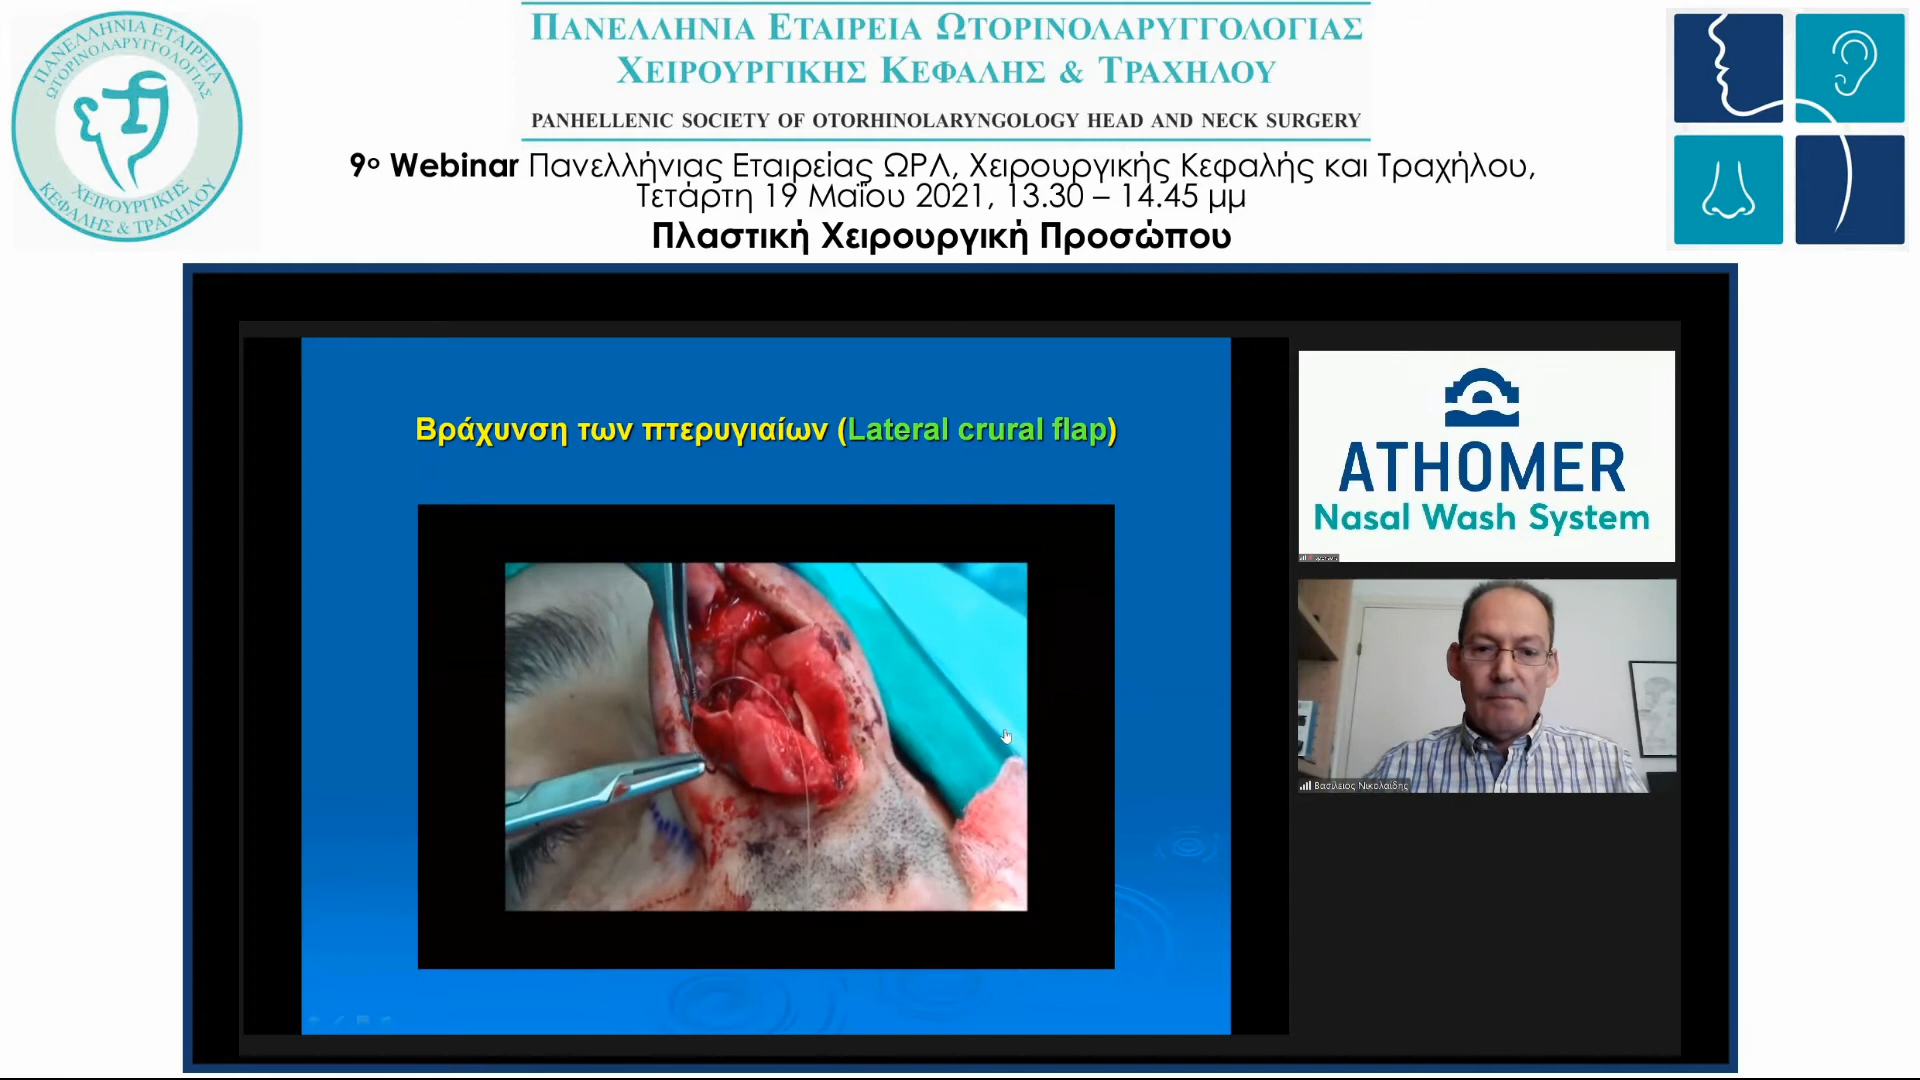 ΠΑΝΕΛΛΗΝΙΑ ΕΤΑΙΡΕΙΑ
ΩΤΟΡΙΝΟΛΑΡΥΓΓΟΛΟΓΙΑΣ
ΧΕΙΡΟΥΡΓΙΚΗΣ
ΚΕΦΑΛΗΣ & ΤΡΑΧΗΛΟΥ
ΠΑΝΕΛΛΗΝΙΑ ΕΤΑΙΡΕΙΑ ΩΤΟΡΙΝΟΛΑΡΥΓΓΟΛΟΓΙΑΣ
ΧΕΙΡΟΥΡΓΙΚΗΣ ΚΕΦΑΛΗΣ & ΤΡΑΧΗΛΟΥ
PANHELLENIC SOCIETY OF OTORHINOLARYNGOLOGY HEAD AND NECK SURGERY
9ο Webinar Πανελλήνιας Εταιρείας ΩΡΛ, Χειρουργικής Κεφαλής και Τραχήλου,
Τετάρτη 19 Μαΐου 2021, 13.30 – 14.45 μμ
Πλαστική Χειρουργική Προσώπου
Βράχυνση των πτερυγιαίων (Lateral crural flap)
ATHOMER
Nasal Wash System
Βασίλειος Νικολαίδης